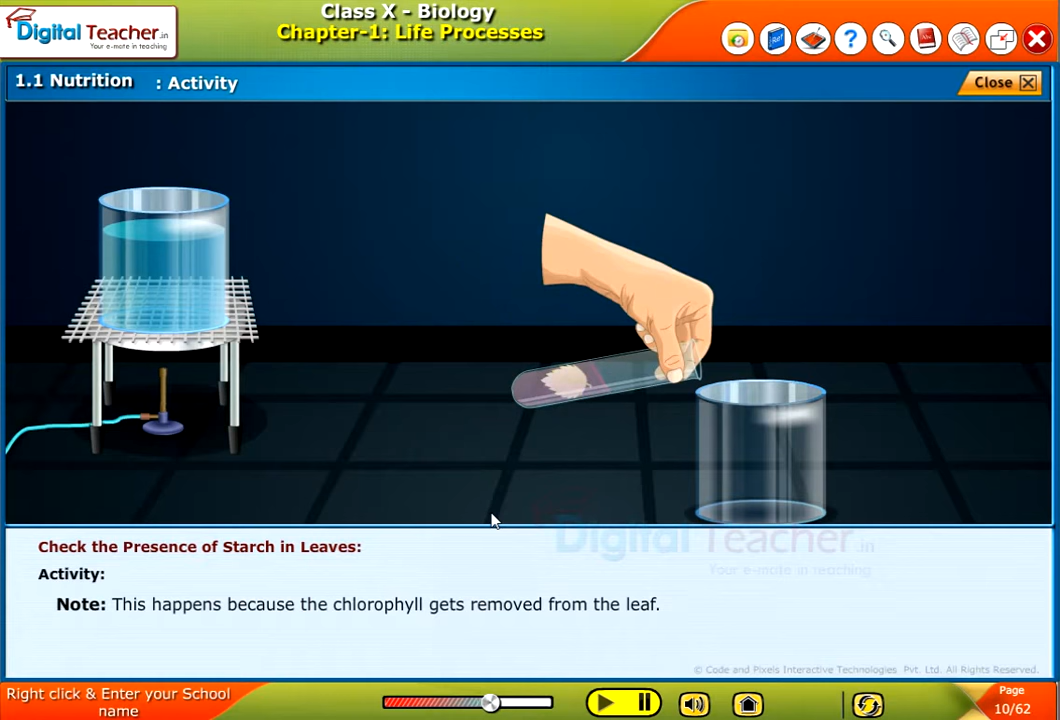 Digital Teacher.in
Your e-mate in teaching
Class X - Biology
Chapter-1: Life Processes
1.1 Nutrition : Activity
Close
Check the Presence of Starch in Leaves:
Activity:
Note: This happens because the chlorophyll gets removed from the leaf.
Digital Teacher.in
Your e-mate in teaching
© Code and Pixels Interactive Technologies Pvt. Ltd. All Rights Reserved.
Right click & Enter your School
name
Page
10/62